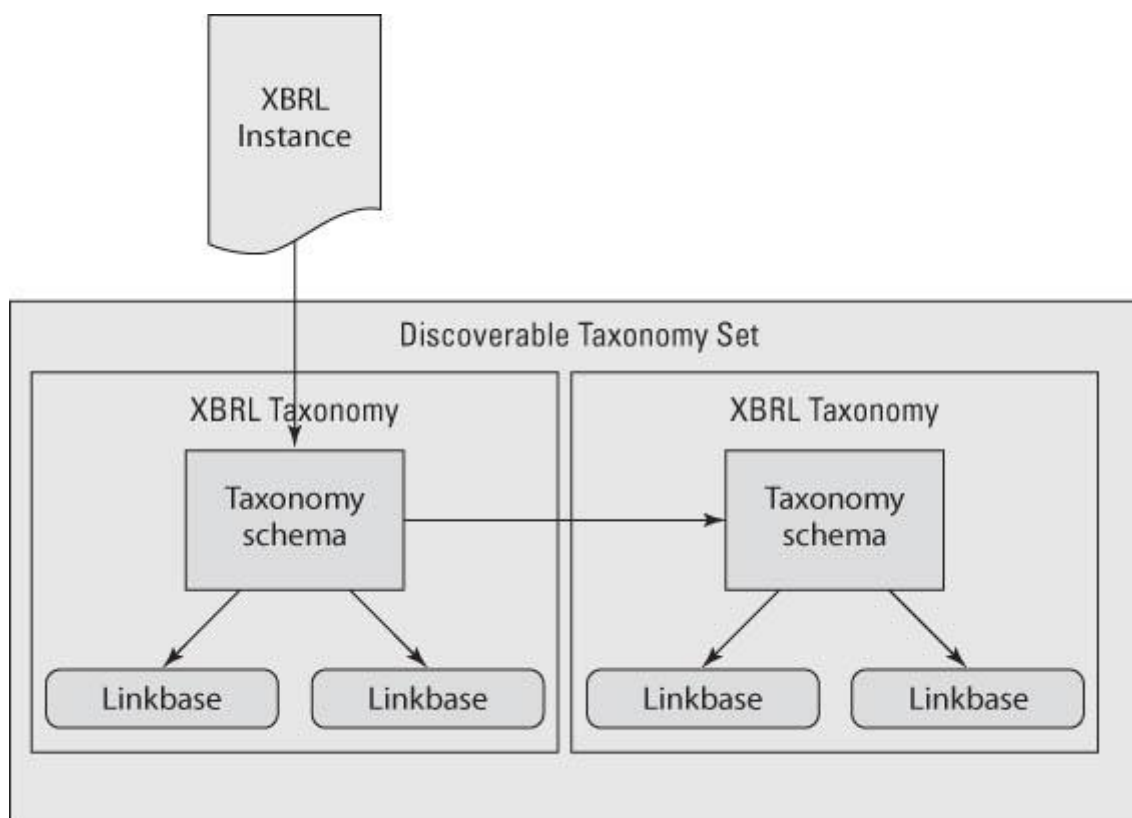 XBRL
Instance
Discoverable Taxonomy Set
XBRL Taxonomy
Taxonomy
schema
Linkbase
Linkbase
XBRL Taxonomy
Taxonomy
schema
Linkbase
Linkbase